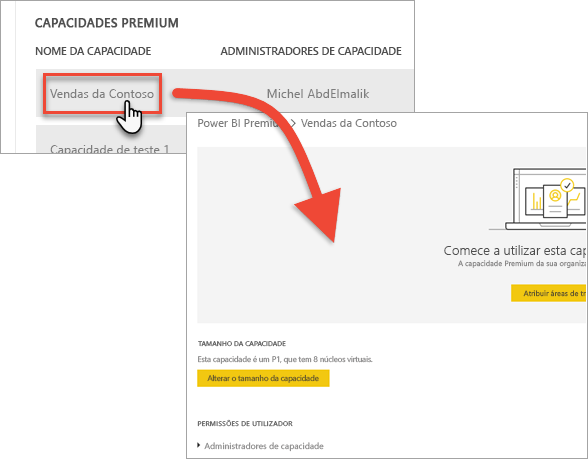 CAPACIDADES PREMIUM
NOME DA CAPACIDADE ADMINISTRADORES DE CAPACIDADE
Vendas da Contoso Michel AbdElmalik
Capacidade de teste 1
Power BI Premium > Vendas da Contoso
Comece a utilizar esta cap
A capacidade Premium da sua organiza
Atribuir áreas de tr
TAMANHO DA CAPACIDADE
Esta capacidade é um P1, que tem 8 núcleos virtuais.
Alterar o tamanho da capacidade
PERMISSÕES DE UTILIZADOR
Administradores de capacidade